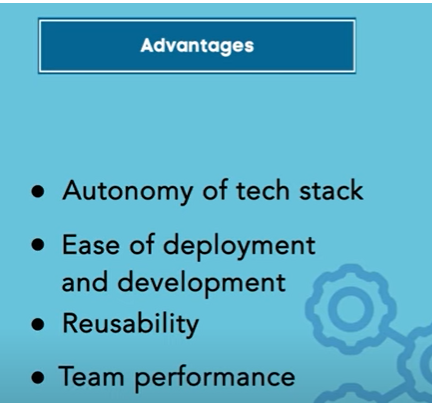 Advantages
• Autonomy of tech stack
• Ease of deployment
and development
• Reusability
• Team performance